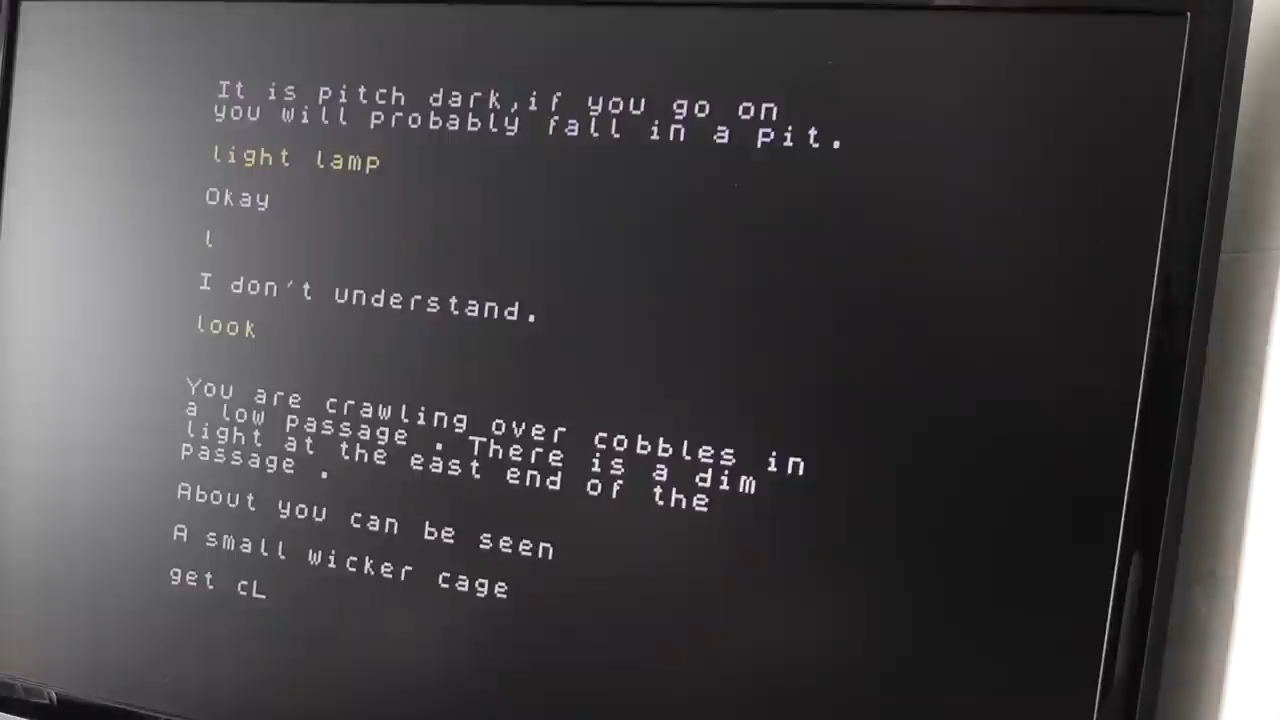 It is pitch dark,if you go on
you will probably fall in a pit.
light lamp
Okay
l
I don't understand.
look
You are crawling over cobbles in
a low passage . There is a dim
light at the east end of the
passage .
About you can be seen
A small wicker cage
get cL